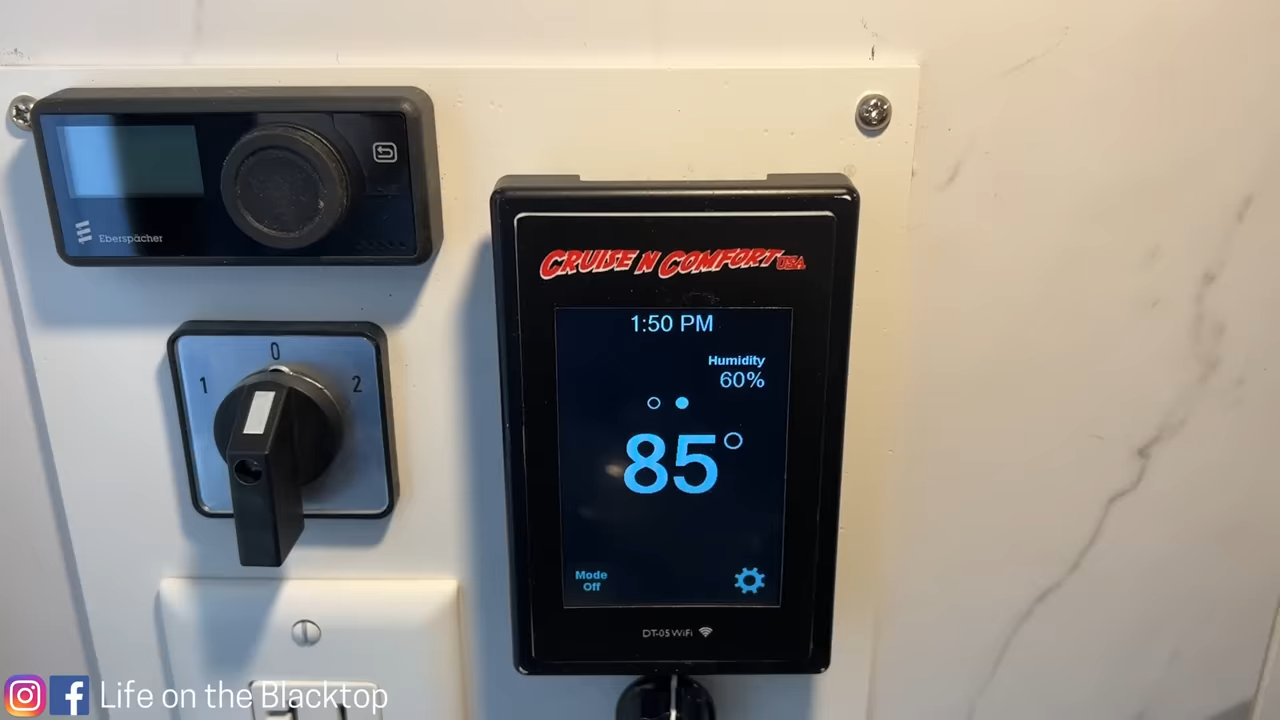 Eberspächer
0
1
2
CRUISE N COMFORT USA
1:50 PM
Humidity
60%
85°
Mode
Off
DT-05 WiFi
Life on the Blacktop